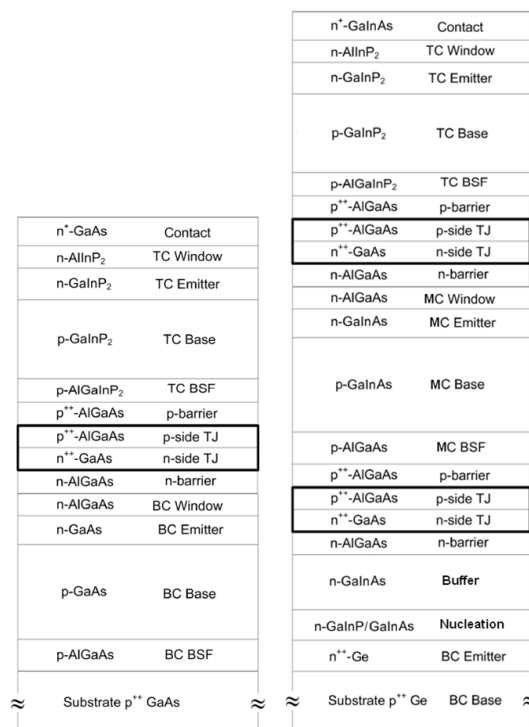 n⁺-GaAs Contact
n-AlInP₂ TC Window
n-GaInP₂ TC Emitter
p-GaInP₂ TC Base
p-AlGaInP₂ TC BSF
p⁺⁺-AlGaAs p-barrier
p⁺⁺-AlGaAs p-side TJ
n⁺⁺-GaAs n-side TJ
n-AlGaAs n-barrier
n-AlGaAs BC Window
n-GaAs BC Emitter
p-GaAs BC Base
p-AlGaAs BC BSF
≈ Substrate p⁺⁺ GaAs ≈
n⁺-GaInAs Contact
n-AlInP₂ TC Window
n-GaInP₂ TC Emitter
p-GaInP₂ TC Base
p-AlGaInP₂ TC BSF
p⁺⁺-AlGaAs p-barrier
p⁺⁺-AlGaAs p-side TJ
n⁺⁺-GaAs n-side TJ
n-AlGaAs n-barrier
n-AlGaAs MC Window
n-GaInAs MC Emitter
p-GaInAs MC Base
p-AlGaAs MC BSF
p⁺⁺-AlGaAs p-barrier
p⁺⁺-AlGaAs p-side TJ
n⁺⁺-GaAs n-side TJ
n-AlGaAs n-barrier
n-GaInAs Buffer
n-GaInP/GaInAs Nucleation
n⁺⁺-Ge BC Emitter
≈ Substrate p⁺⁺ Ge BC Base ≈